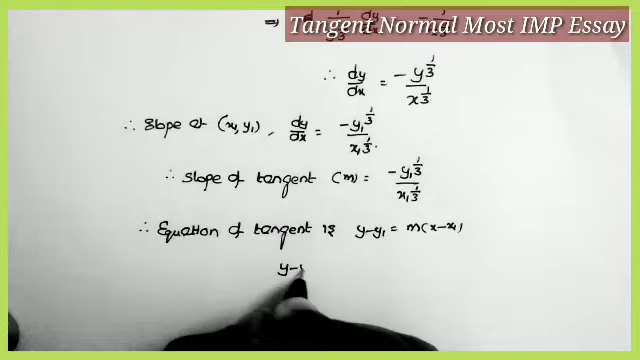 Tangent Normal Most IMP Essay
∴ dy/dx = -y^(1/3) / x^(1/3)
∴ Slope at (x₁, y₁), dy/dx = -y₁^(1/3) / x₁^(1/3).
∴ Slope of tangent (m) = -y₁^(1/3) / x₁^(1/3)
∴ Equation of tangent is y-y₁ = m(x-x₁)
y-